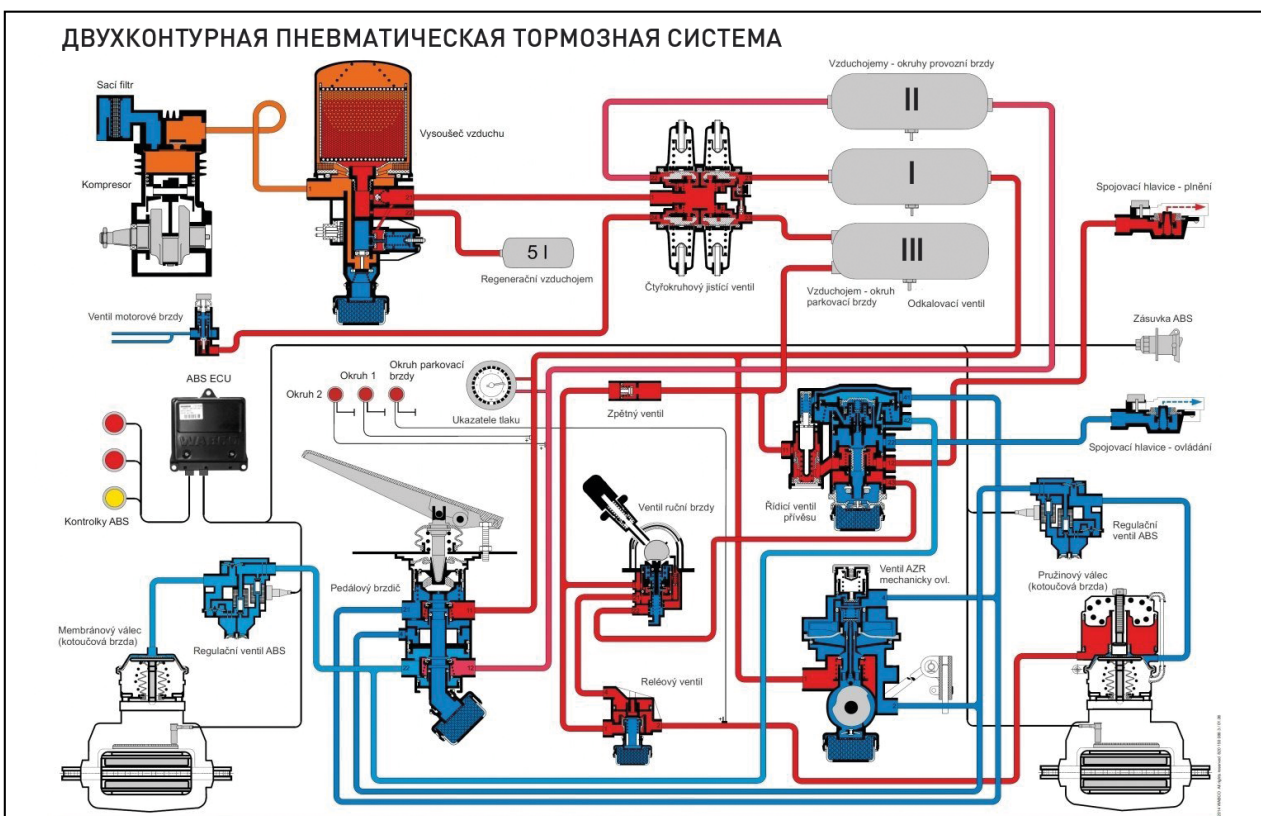 ДВУХКОНТУРНАЯ ПНЕВМАТИЧЕСКАЯ ТОРМОЗНАЯ СИСТЕМА
Sací filtr
Kompresor
Vysoušeč vzduchu
5 l
Regenerační vzduchojem
Čtyřokruhový jistící ventil
Vzduchojemy - okruhy provozní brzdy
II
I
III
Vzduchojem - okruh
parkovací brzdy
Odkalovací ventil
Spojovací hlavice - plnění
Ventil motorové brzdy
Zásuvka ABS
ABS ECU
Okruh 2
Okruh 1
Okruh parkovací
brzdy
Ukazatele tlaku
Zpětný ventil
Spojovací hlavice - ovládání
Kontrolky ABS
Řídicí ventil
přívěsu
Regulační
ventil ABS
Ventil ruční brzdy
Pedálový brzdič
11
12
21
22
Ventil AZR
mechanicky ovl.
Pružinový válec
(kotoučová brzda)
Membránový válec
(kotoučová brzda)
Regulační ventil ABS
Reléový ventil